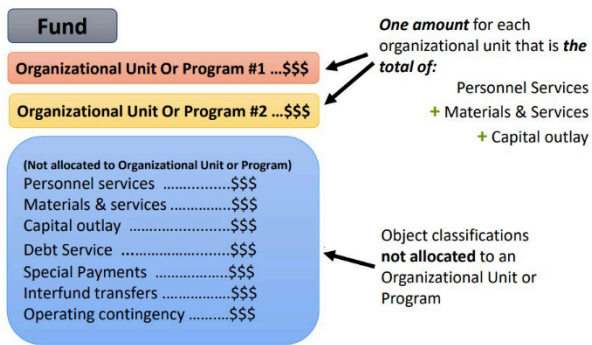 Fund
Organizational Unit Or Program #1 ...$$$
Organizational Unit Or Program #2 ...$$$
One amount for each
organizational unit that is the
total of:
Personnel Services
+ Materials & Services
+ Capital outlay
(Not allocated to Organizational Unit or Program)
Personnel services ................$$$
Materials & services ..............$$$
Capital outlay ........................$$$
Debt Service ..........................$$$
Special Payments ...................$$$
Interfund transfers .................$$$
Operating contingency ..........$$$
Object classifications
not allocated to an
Organizational Unit or
Program